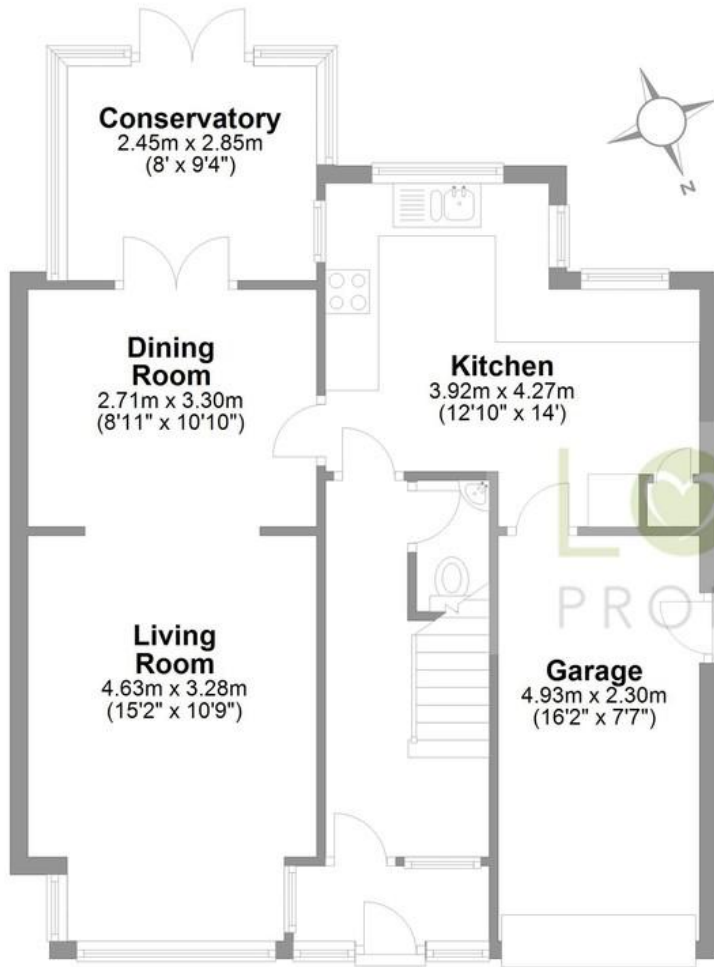 Conservatory
2.45m x 2.85m
(8' x 9'4")
N
Dining
Room
2.71m x 3.30m
(8'11" x 10'10")
Kitchen
3.92m x 4.27m
(12'10" x 14')
LO
PRO
Living
Room
4.63m x 3.28m
(15'2" x 10'9")
Garage
4.93m x 2.30m
(16'2" x 7'7")